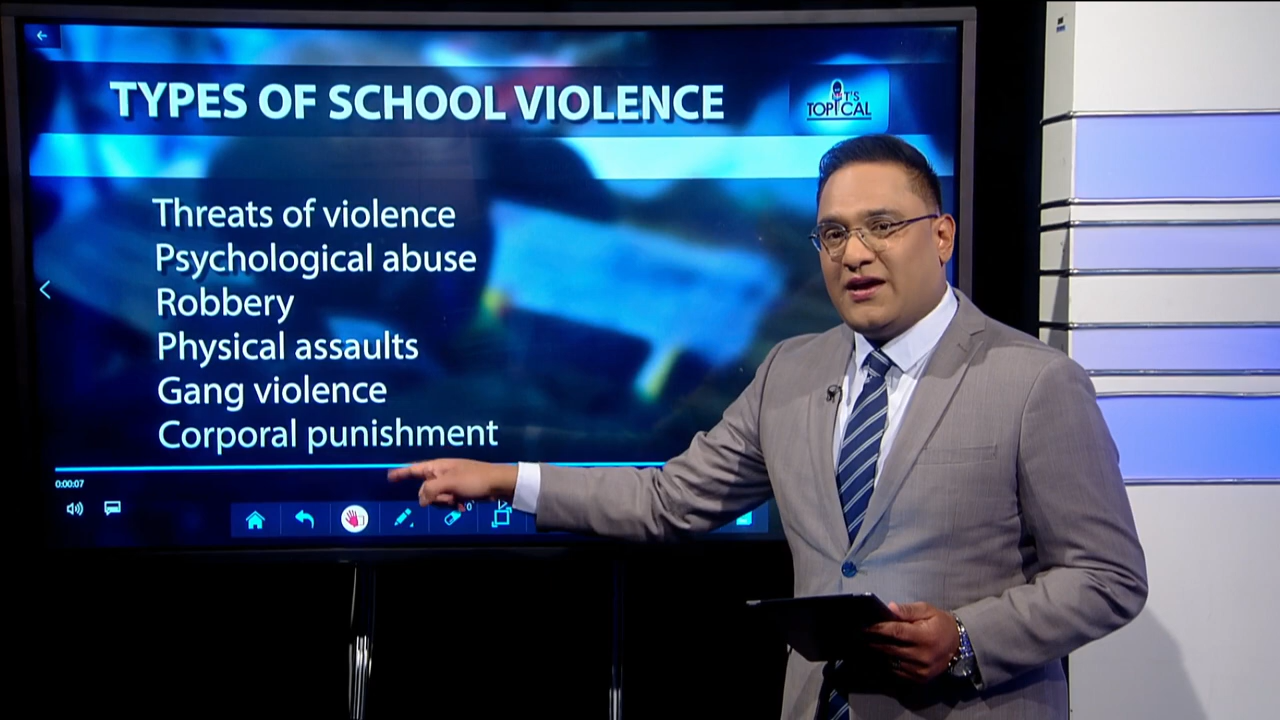 TYPES OF SCHOOL VIOLENCE
T'S
TOPICAL
Threats of violence
Psychological abuse
Robbery
Physical assaults
Gang violence
Corporal punishment
0:00:07